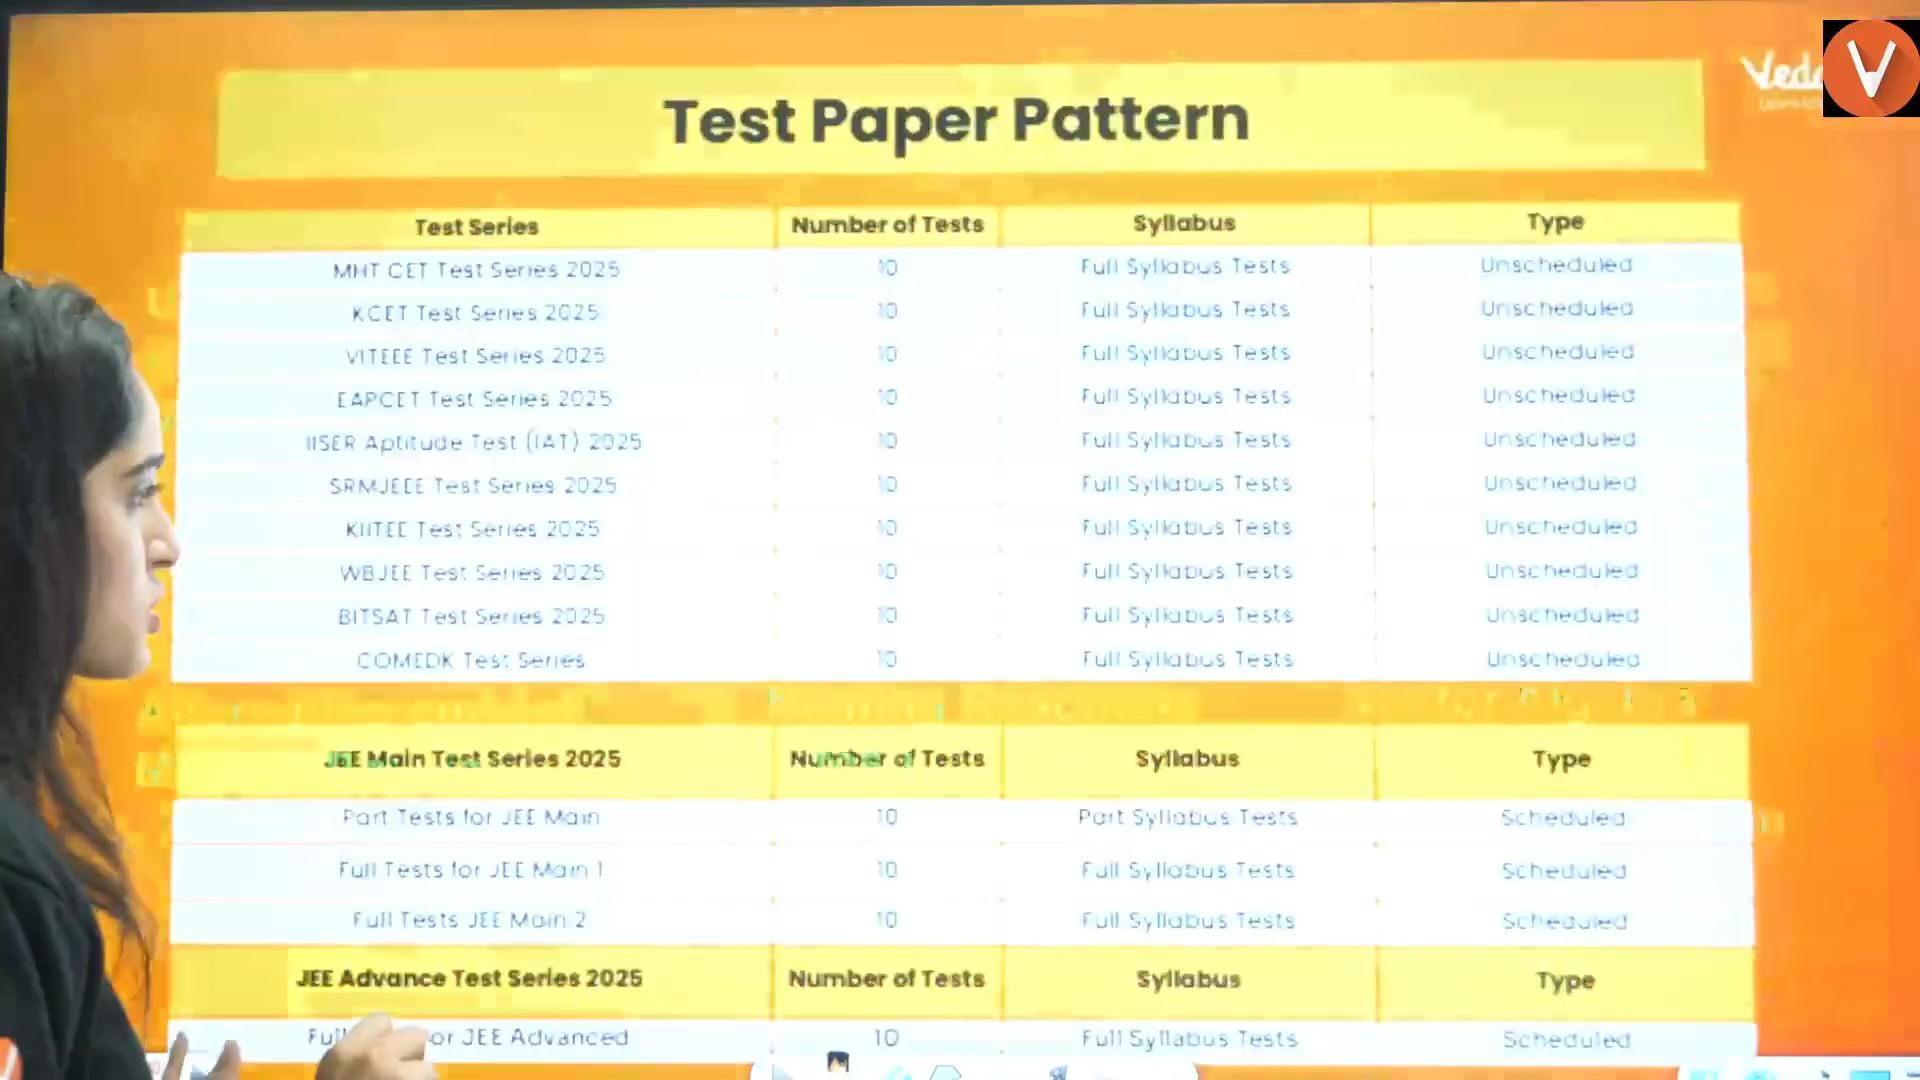 Test Paper Pattern
Test Series Number of Tests Syllabus Type
MHT CET Test Series 2025 10 Full Syllabus Tests Unscheduled
KCET Test Series 2025 10 Full Syllabus Tests Unscheduled
VITEEE Test Series 2025 10 Full Syllabus Tests Unscheduled
EAPCET Test Series 2025 10 Full Syllabus Tests Unscheduled
IISER Aptitude Test (IAT) 2025 10 Full Syllabus Tests Unscheduled
SRMJEEE Test Series 2025 10 Full Syllabus Tests Unscheduled
KIITEE Test Series 2025 10 Full Syllabus Tests Unscheduled
WBJEE Test Series 2025 10 Full Syllabus Tests Unscheduled
BITSAT Test Series 2025 10 Full Syllabus Tests Unscheduled
COMEDK Test Series 10 Full Syllabus Tests Unscheduled
JEE Main Test Series 2025 Number of Tests Syllabus Type
Part Tests for JEE Main 10 Part Syllabus Tests Scheduled
Full Tests for JEE Main 1 10 Full Syllabus Tests Scheduled
Full Tests JEE Main 2 10 Full Syllabus Tests Scheduled
JEE Advance Test Series 2025 Number of Tests Syllabus Type
JEE Advanced 10 Full Syllabus Tests Scheduled